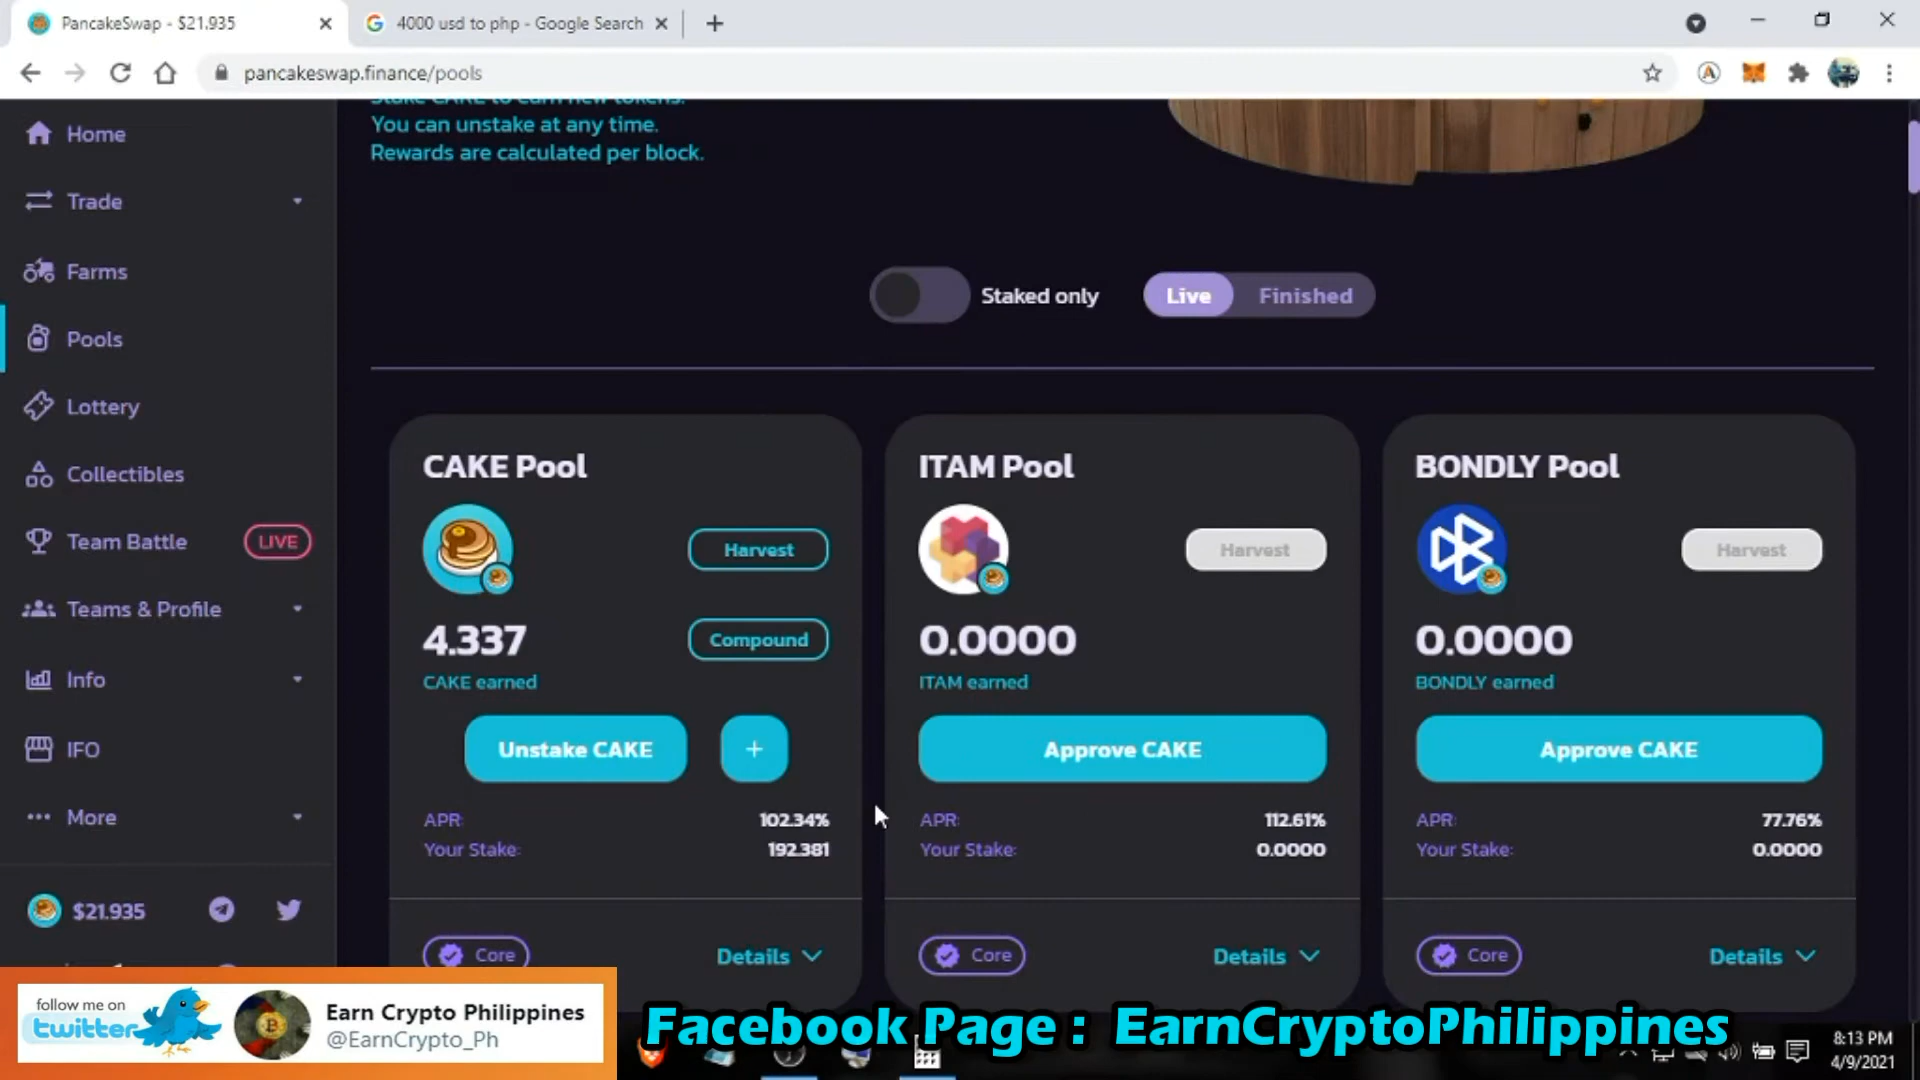 PancakeSwap - $21.935
4000 usd to php - Google Search
pancakeswap.finance/pools
Home
Trade
Farms
Pools
Lottery
Collectibles
Team Battle
LIVE
Teams & Profile
Info
IFO
More
$21.935
Stake CAKE to earn new tokens.
You can unstake at any time.
Rewards are calculated per block.
Staked only
Live
Finished
CAKE Pool
Harvest
4.337
Compound
CAKE earned
Unstake CAKE
+
APR: 102.34%
Your Stake: 192.381
Core
Details
ITAM Pool
Harvest
0.0000
ITAM earned
Approve CAKE
APR: 112.61%
Your Stake: 0.0000
Core
Details
BONDLY Pool
Harvest
0.0000
BONDLY earned
Approve CAKE
APR: 77.76%
Your Stake: 0.0000
Core
Details
follow me on
twitter
Earn Crypto Philippines
@EarnCrypto_Ph
Facebook Page : EarnCryptoPhilippines
8:13 PM
4/9/2021